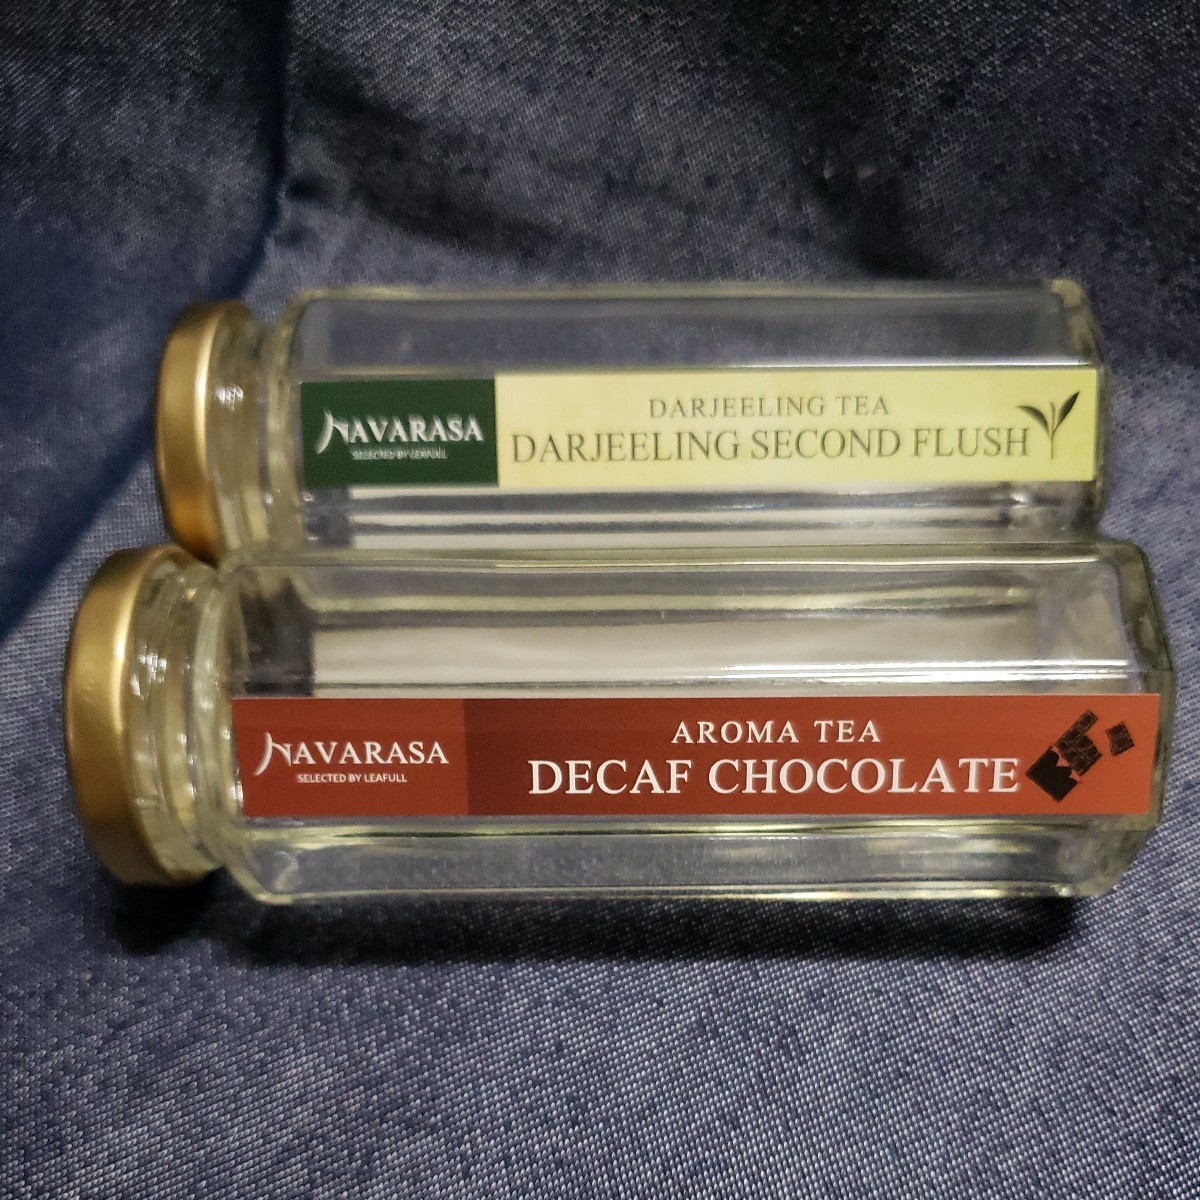 NAVARASA
SELECTED BY LEAFULL
DARJEELING TEA
DARJEELING SECOND FLUSH
NAVARASA
SELECTED BY LEAFULL
AROMA TEA
DECAF CHOCOLATE